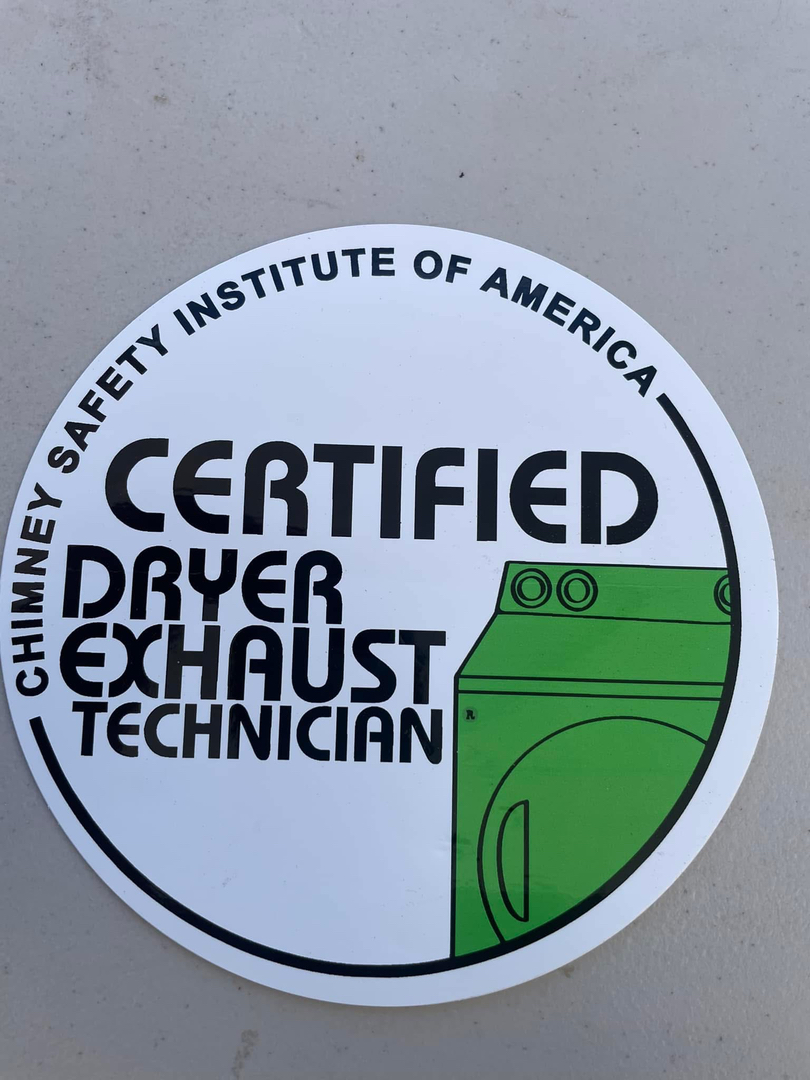 CHIMNEY SAFETY INSTITUTE OF AMERICA
CERTIFIED
DRYER
EXHAUST
TECHNICIAN
R